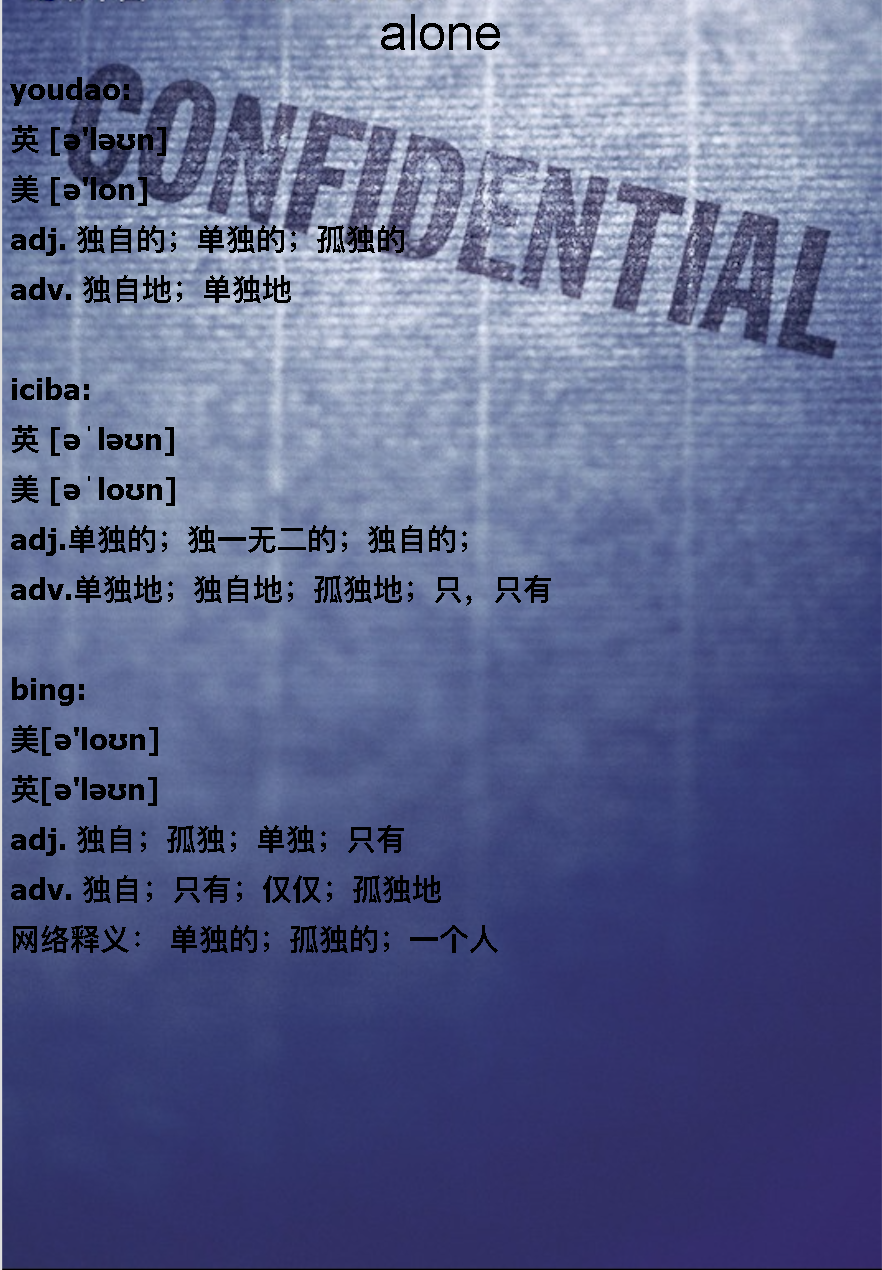 alone
CONFIDENTIAL
youdao:
英 [ə'ləʊn]
美 [ə'lon]
adj. 独自的；单独的；孤独的
adv. 独自地；单独地
iciba:
英 [əˈləʊn]
美 [əˈloʊn]
adj.单独的；独一无二的；独自的；
adv.单独地；独自地；孤独地；只，只有
bing:
美[ə'loʊn]
英[ə'ləʊn]
adj. 独自；孤独；单独；只有
adv. 独自；只有；仅仅；孤独地
网络释义： 单独的；孤独的；一个人